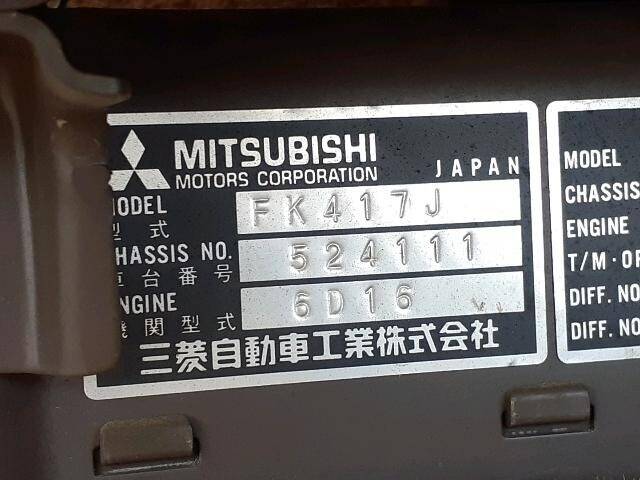 MITSUBISHI
MOTORS CORPORATION JAPAN
MODEL FK417J
型式
CHASSIS NO. 524111
車台番号
ENGINE 6D16
機関型式
三菱自動車工業株式会社
MODEL
CHASSIS
ENGINE
T/M·OP
DIFF. NO
DIFF. NO